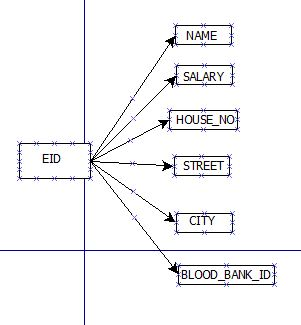 NAME
SALARY
HOUSE_NO
EID
STREET
CITY
BLOOD_BANK_ID